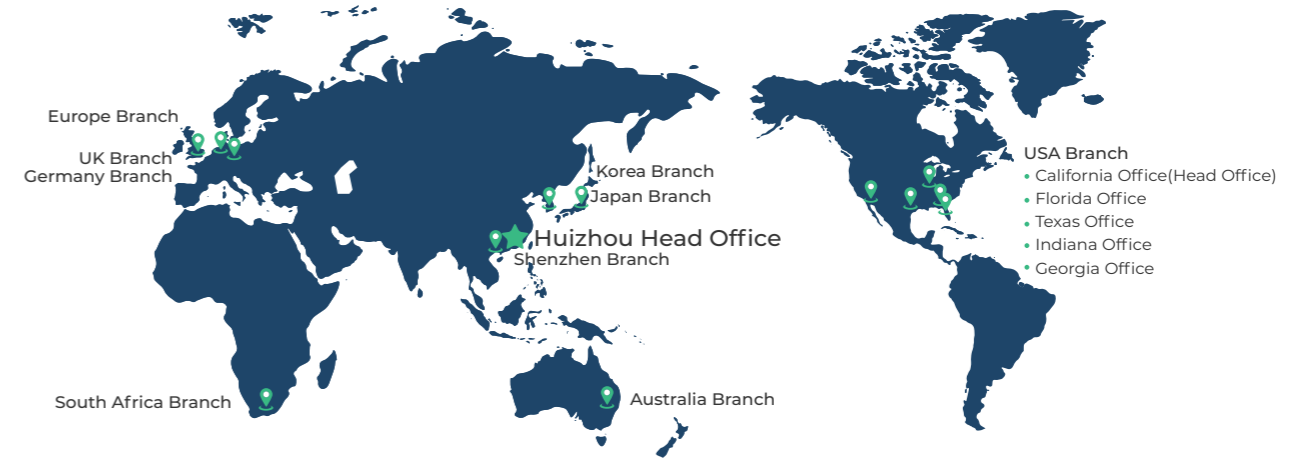 Europe Branch
UK Branch
Germany Branch
Korea Branch
Japan Branch
Huizhou Head Office
Shenzhen Branch
South Africa Branch
Australia Branch
USA Branch
California Office(Head Office)
Florida Office
Texas Office
Indiana Office
Georgia Office